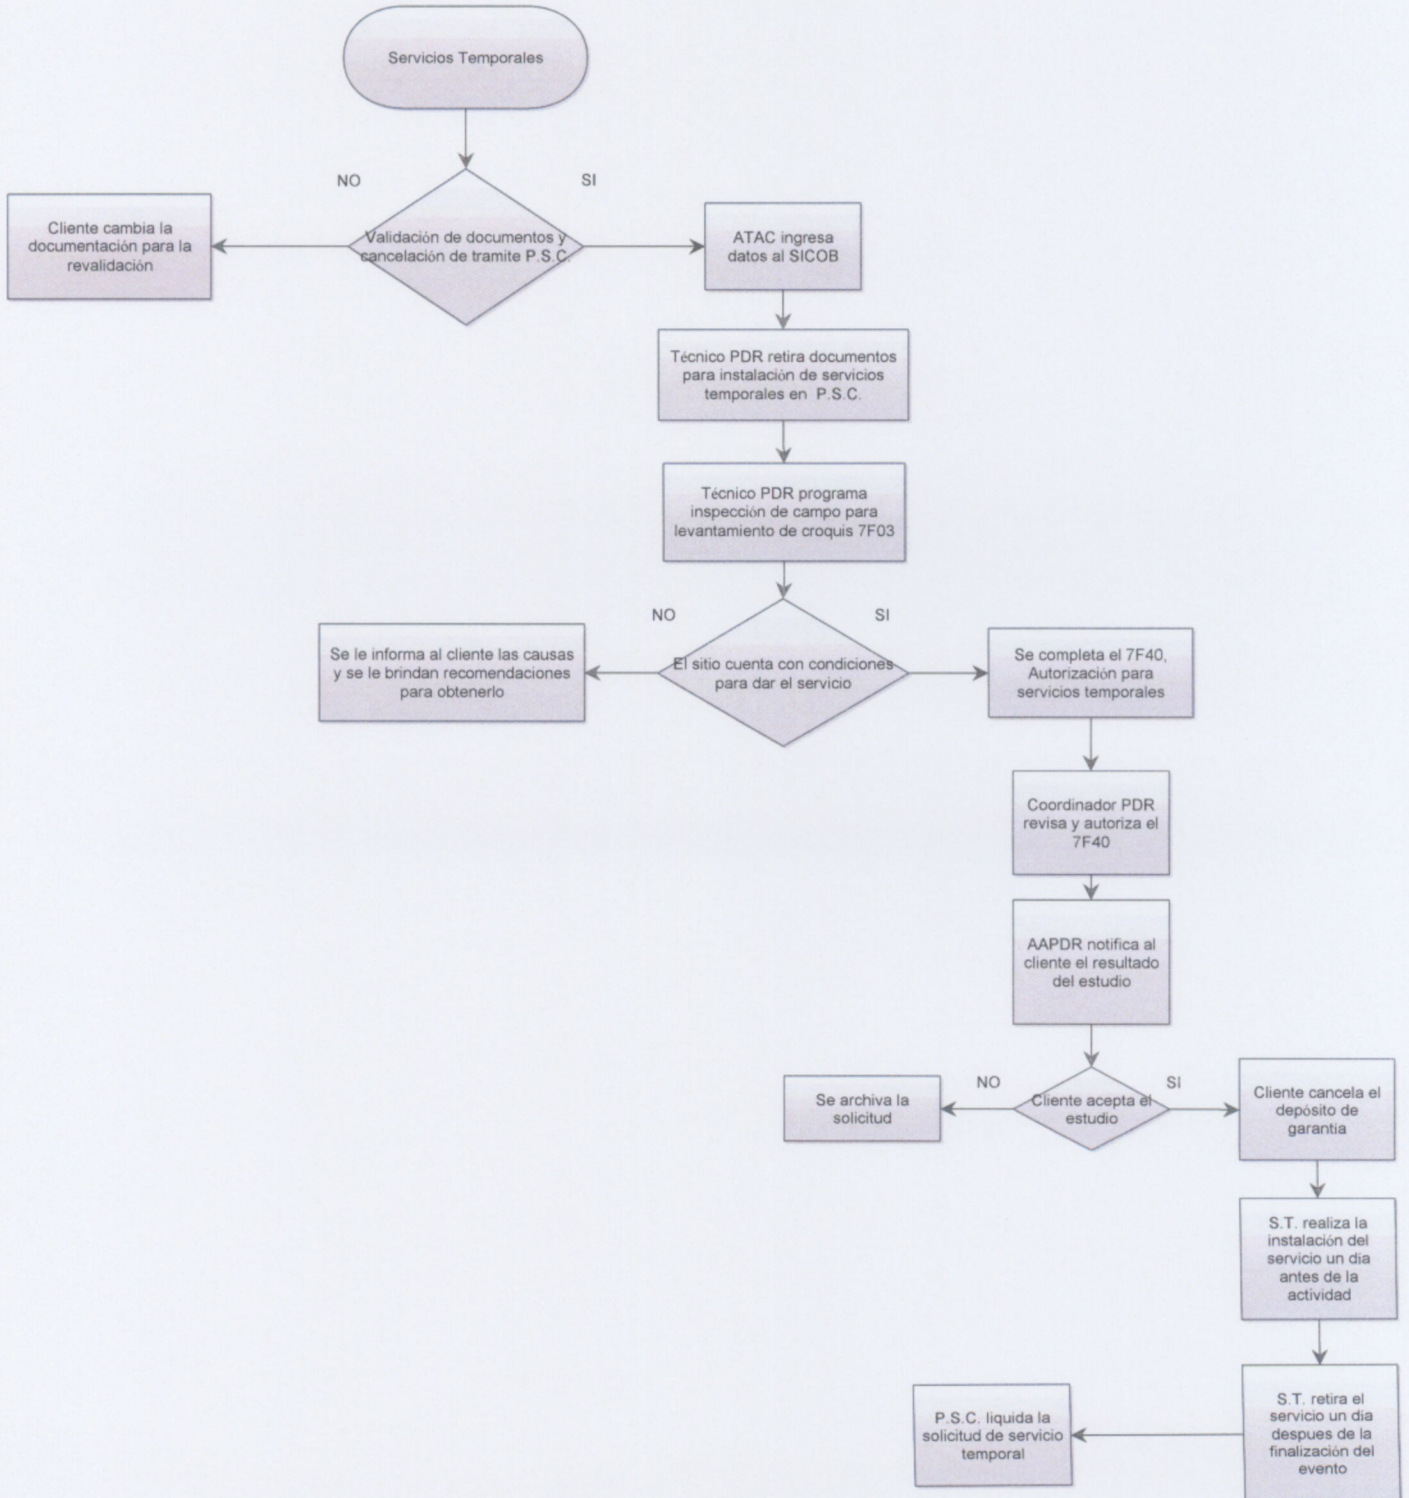 Servicios Temporales
NO
SI
Cliente cambia la
documentación para la
revalidación
Validación de documentos y
cancelación de tramite P.S.C.
ATAC ingresa
datos al SICOB
Técnico PDR retira documentos
para instalación de servicios
temporales en P.S.C.
Técnico PDR programa
inspección de campo para
levantamiento de croquis 7F03
NO
SI
Se le informa al cliente las causas
y se le brindan recomendaciones
para obtenerlo
El sitio cuenta con condiciones
para dar el servicio
Se completa el 7F40,
Autorización para
servicios temporales
Coordinador PDR
revisa y autoriza el
7F40
AAPDR notifica al
cliente el resultado
del estudio
NO
SI
Se archiva la
solicitud
Cliente acepta el
estudio
Cliente cancela el
depósito de
garantía
S.T. realiza la
instalación del
servicio un día
antes de la
actividad
P.S.C. liquida la
solicitud de servicio
temporal
S.T. retira el
servicio un día
despues de la
finalización del
evento